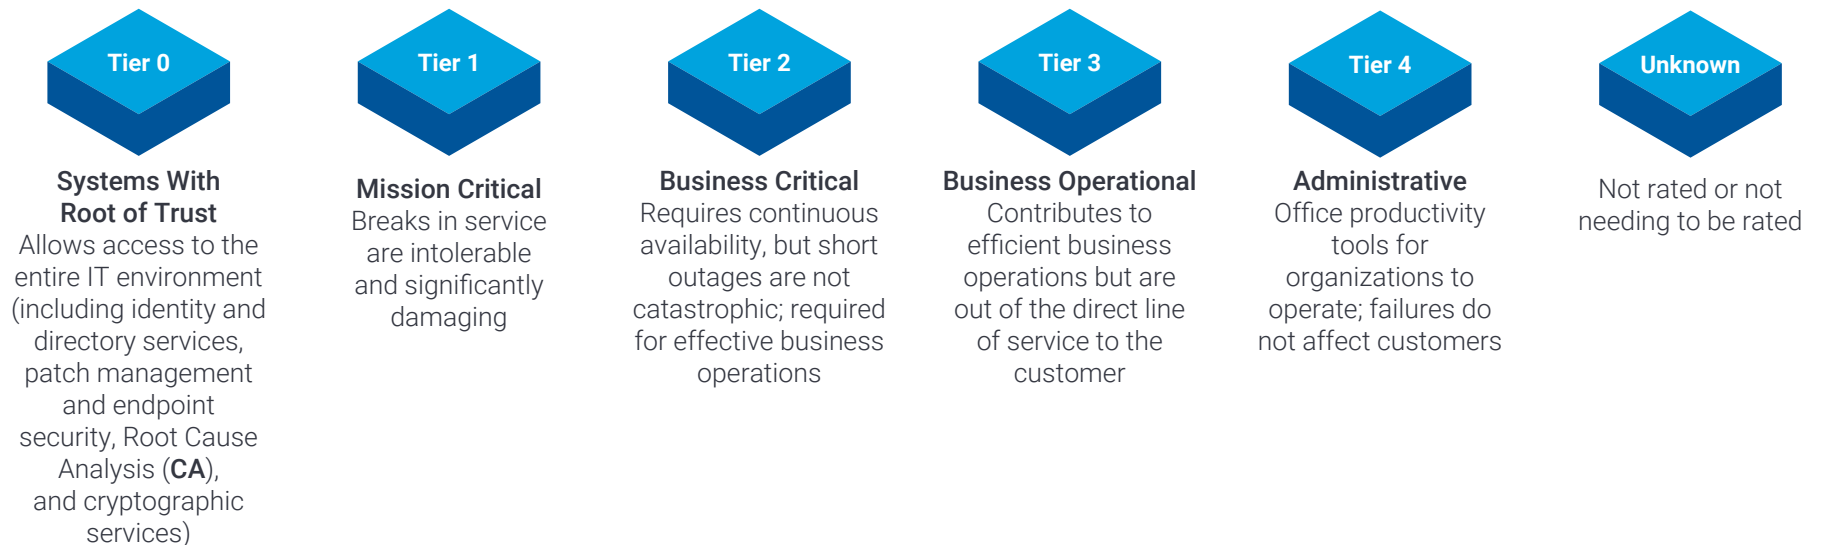 Tier 0
Systems With
Root of Trust
Allows access to the
entire IT environment
(including identity and
directory services,
patch management
and endpoint
security, Root Cause
Analysis (CA),
and cryptographic
services)
Tier 1
Mission Critical
Breaks in service
are intolerable
and significantly
damaging
Tier 2
Business Critical
Requires continuous
availability, but short
outages are not
catastrophic; required
for effective business
operations
Tier 3
Business Operational
Contributes to
efficient business
operations but are
out of the direct line
of service to the
customer
Tier 4
Administrative
Office productivity
tools for
organizations to
operate; failures do
not affect customers
Unknown
Not rated or not
needing to be rated